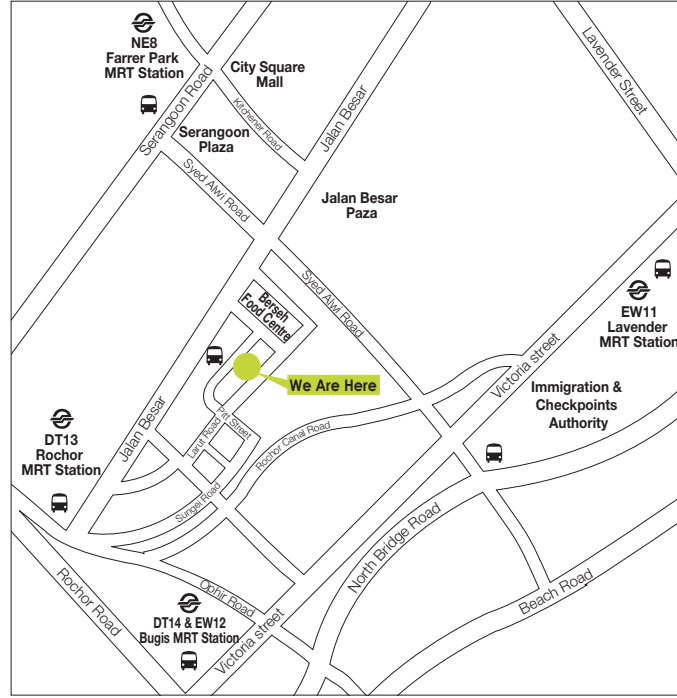 NE8
Farrer Park
MRT Station
City Square
Mall
Lavender Street
Serangoon Road
Kitchener Road
Jalan Besar
Serangoon
Plaza
Syed Alwi Road
Jalan Besar
Paza
Syed Alwi Road
Berseh
Food Centre
EW11
Lavender
MRT Station
Victoria street
We Are Here
Immigration &
Checkpoints
Authority
DT13
Rochor
MRT Station
Jalan Besar
Pitt Street
Larut Road
Rochor Canal Road
Sungei Road
North Bridge Road
Beach Road
Rochor Road
Ophir Road
DT14 & EW12
Bugis MRT Station
Victoria street